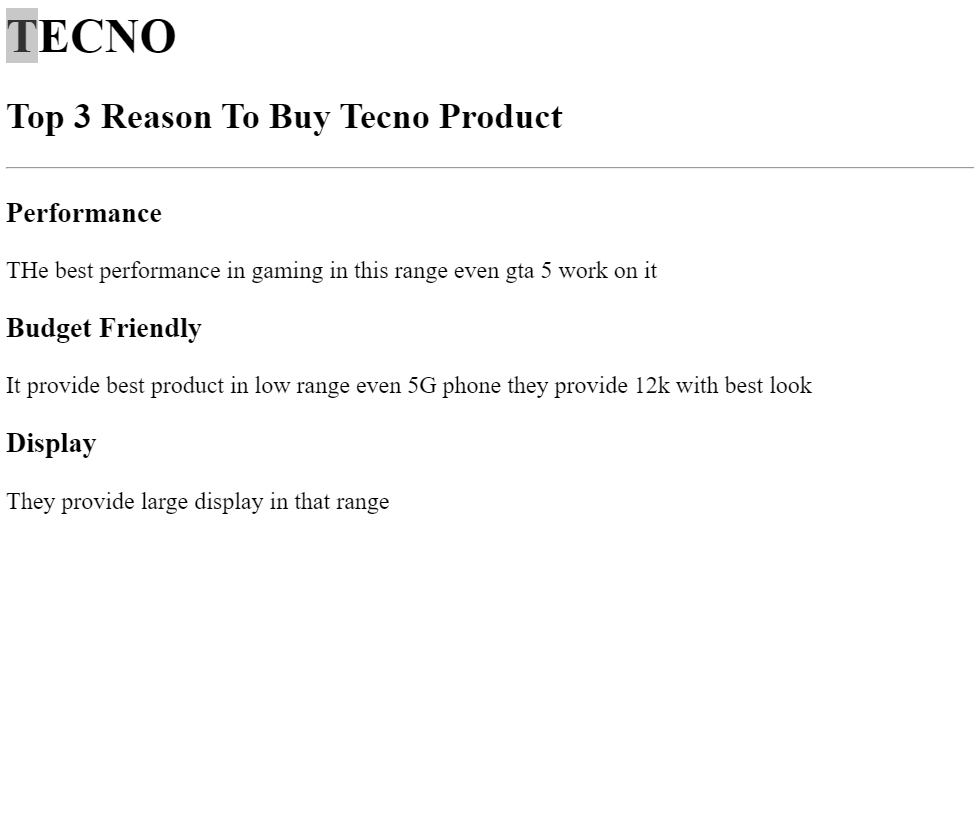 TECNO
Top 3 Reason To Buy Tecno Product
Performance
THe best performance in gaming in this range even gta 5 work on it
Budget Friendly
It provide best product in low range even 5G phone they provide 12k with best look
Display
They provide large display in that range